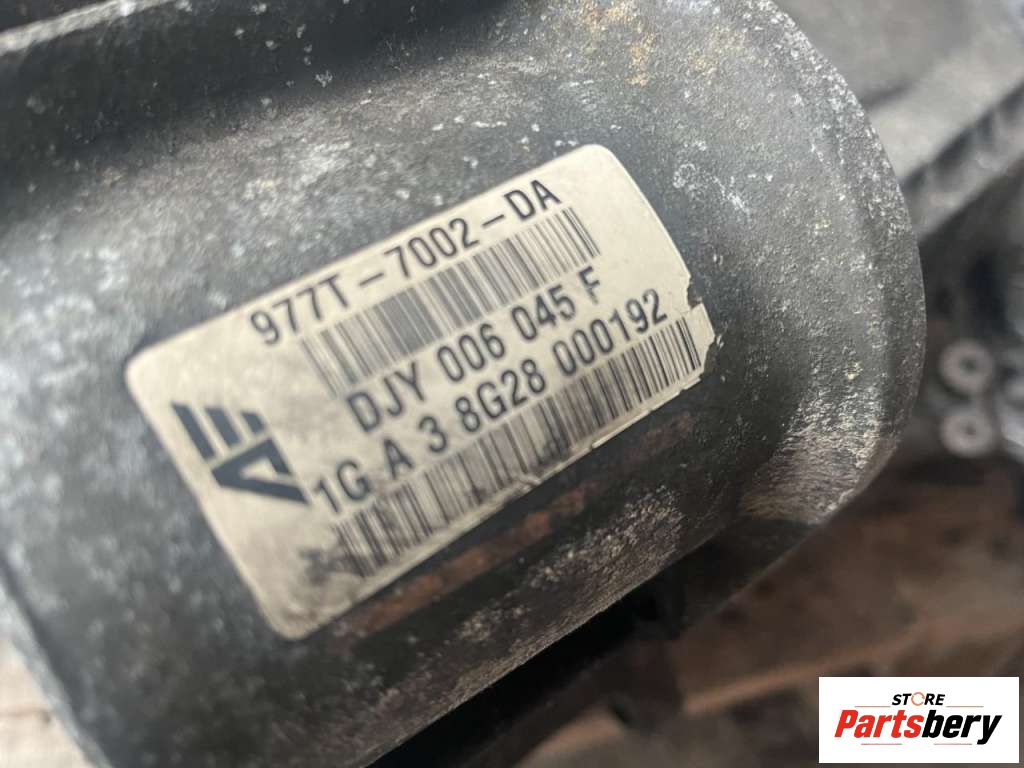 977T-7002-DA
DJY 006 045 F
1G A 3 8G28 000192
STORE
Partsbery